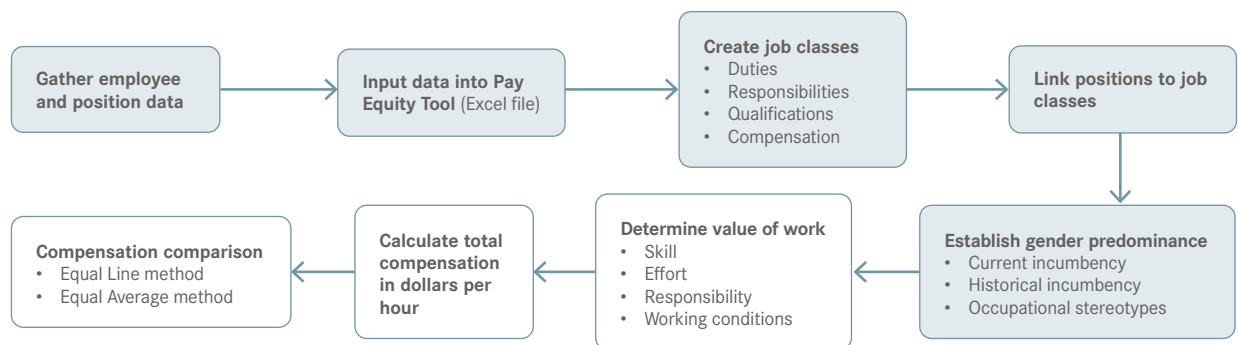 Gather employee
and position data
Input data into Pay
Equity Tool (Excel file)
Create job classes
• Duties
• Responsibilities
• Qualifications
• Compensation
Link positions to job
classes
Establish gender predominance
• Current incumbency
• Historical incumbency
• Occupational stereotypes
Determine value of work
• Skill
• Effort
• Responsibility
• Working conditions
Calculate total
compensation
in dollars per
hour
Compensation comparison
• Equal Line method
• Equal Average method